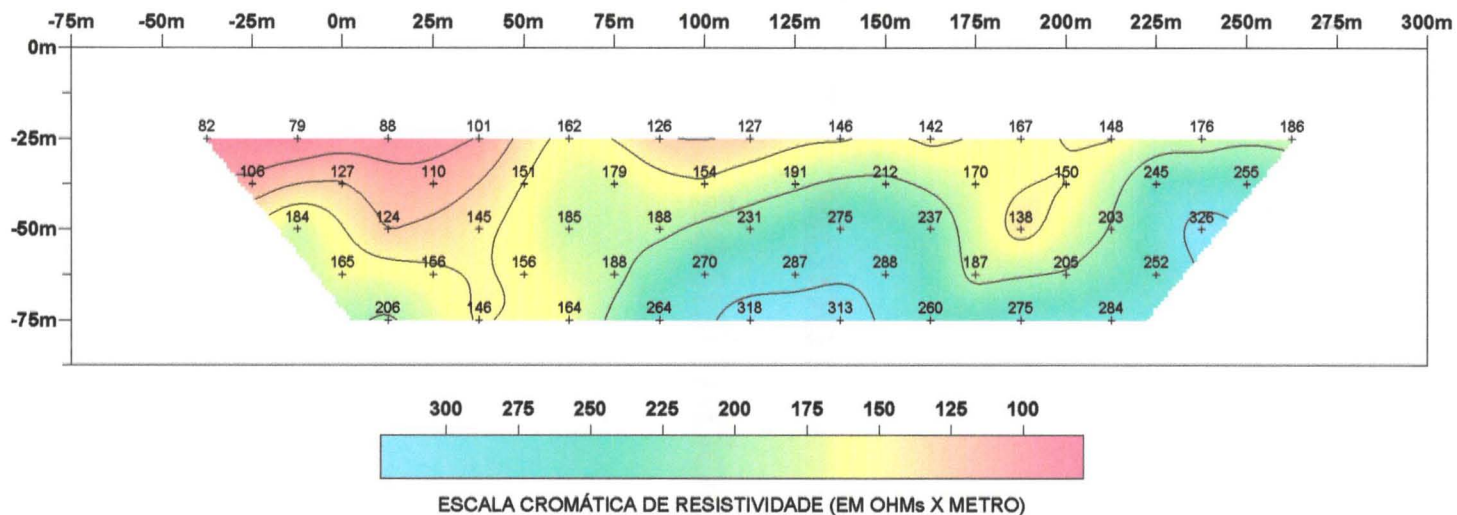 -75m -50m -25m 0m 25m 50m 75m 100m 125m 150m 175m 200m 225m 250m 275m 300m
0m
82 79 88 101 162 126 127 146 142 167 148 176 186
-25m
106 127 110 151 179 154 191 212 170 150 245 255
184 124 145 185 188 231 275 237 138 203 326
-50m
165 166 156 188 270 287 288 187 205 252
206 146 164 264 318 313 260 275 284
-75m
300 275 250 225 200 175 150 125 100
ESCALA CROMÁTICA DE RESISTIVIDADE (EM OHMs X METRO)